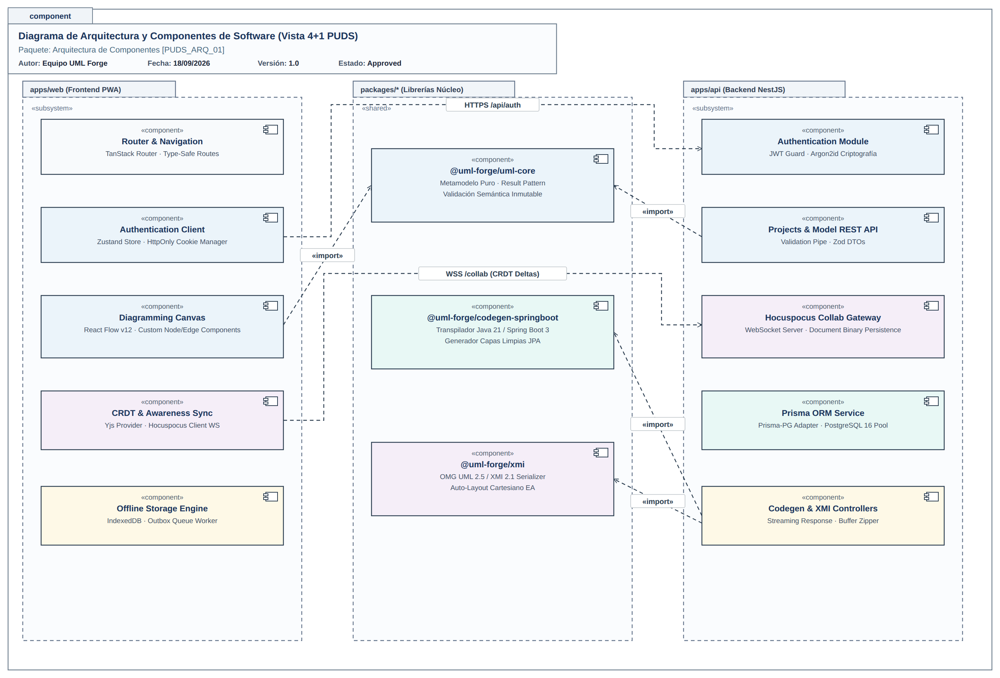 component
Diagrama de Arquitectura y Componentes de Software (Vista 4+1 PUDS)
Paquete: Arquitectura de Componentes [PUDS_ARQ_01]
Autor: Equipo UML Forge Fecha: 18/09/2026 Versión: 1.0 Estado: Approved
apps/web (Frontend PWA)
«subsystem»
«component»
Router & Navigation
TanStack Router · Type-Safe Routes
«component»
Authentication Client
Zustand Store · HttpOnly Cookie Manager
«component»
Diagramming Canvas
React Flow v12 · Custom Node/Edge Components
«component»
CRDT & Awareness Sync
Yjs Provider · Hocuspocus Client WS
«component»
Offline Storage Engine
IndexedDB · Outbox Queue Worker
«import»
packages/* (Librerías Núcleo)
«shared»
HTTPS /api/auth
«component»
@uml-forge/uml-core
Metamodelo Puro · Result Pattern
Validación Semántica Inmutable
WSS /collab (CRDT Deltas)
«component»
@uml-forge/codegen-springboot
Transpilador Java 21 / Spring Boot 3
Generador Capas Limpias JPA
«component»
@uml-forge/xmi
OMG UML 2.5 / XMI 2.1 Serializer
Auto-Layout Cartesiano EA
«import»
«import»
«import»
apps/api (Backend NestJS)
«subsystem»
«component»
Authentication Module
JWT Guard · Argon2id Criptografía
«component»
Projects & Model REST API
Validation Pipe · Zod DTOs
«component»
Hocuspocus Collab Gateway
WebSocket Server · Document Binary Persistence
«component»
Prisma ORM Service
Prisma-PG Adapter · PostgreSQL 16 Pool
«component»
Codegen & XMI Controllers
Streaming Response · Buffer Zipper